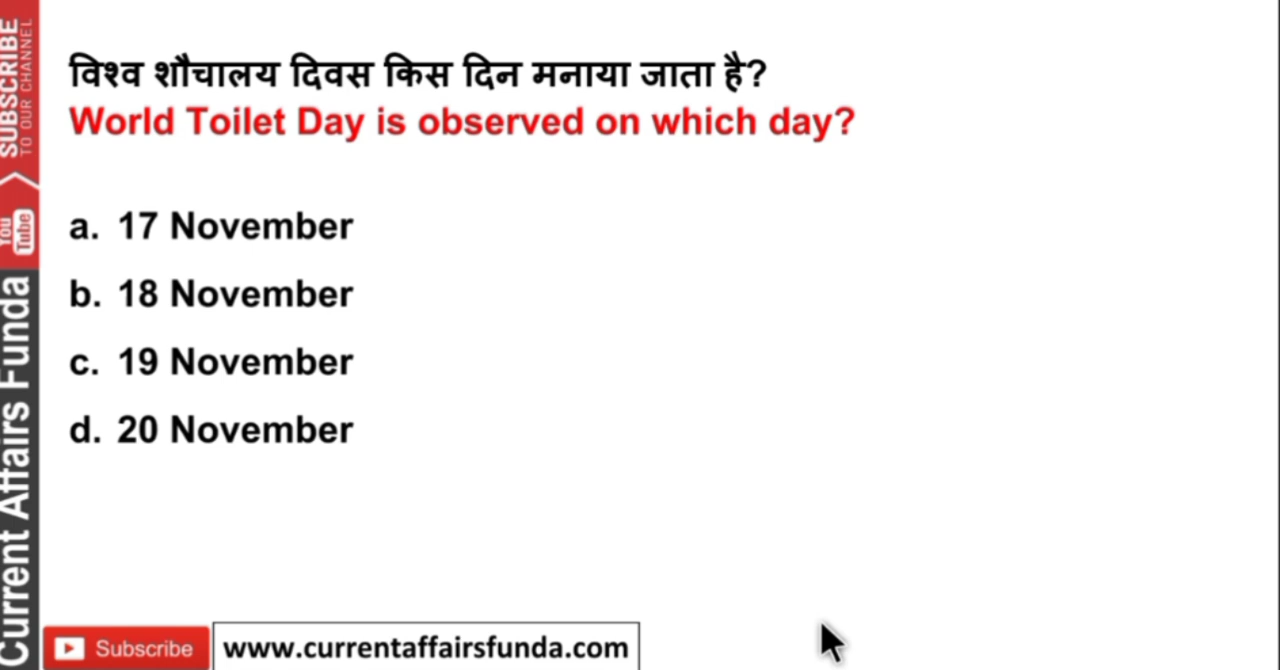 विश्व शौचालय दिवस किस दिन मनाया जाता है?
World Toilet Day is observed on which day?
a. 17 November
b. 18 November
c. 19 November
d. 20 November
SUBSCRIBE
TO OUR CHANNEL
You
Tube
Current Affairs Funda
Subscribe
www.currentaffairsfunda.com